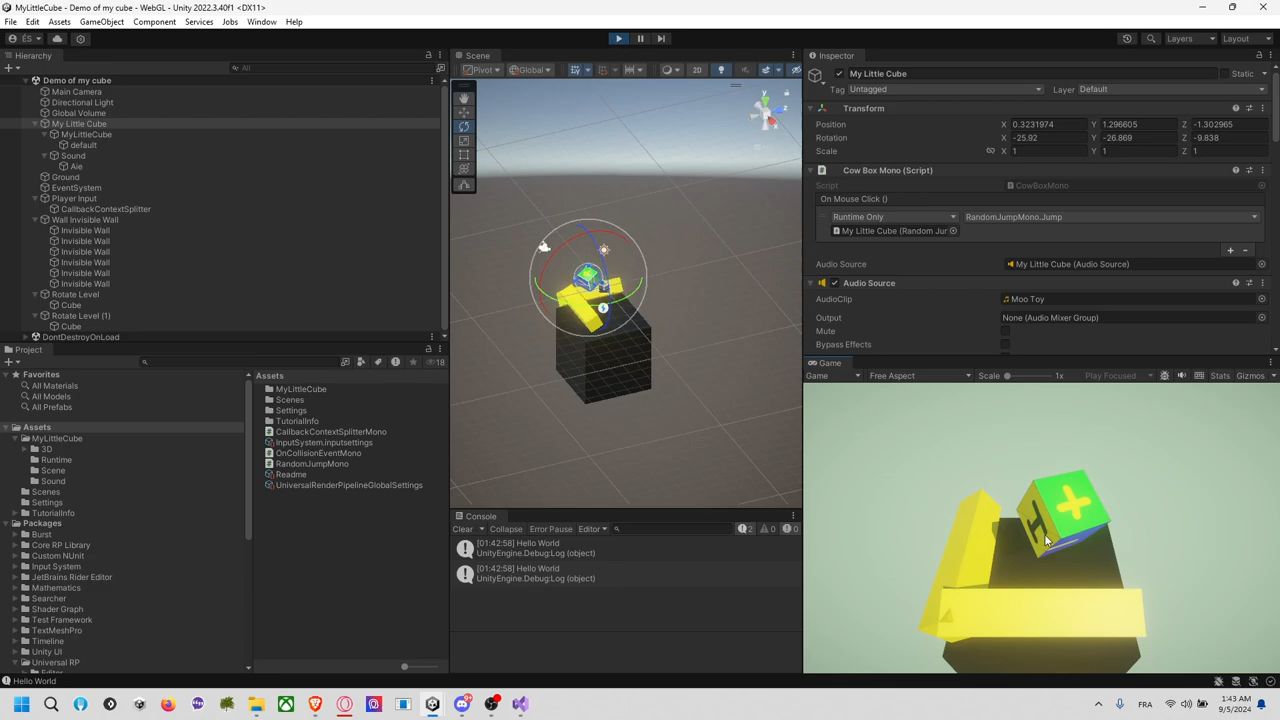 MyLittleCube - Demo of my cube - WebGL - Unity 2022.3.40f1 <DX11>
File Edit Assets GameObject Component Services Jobs Window Help
ÉS
Layers
Layout
Hierarchy
All
Demo of my cube
Main Camera
Directional Light
Global Volume
My Little Cube
MyLittleCube
default
Sound
Aie
Ground
EventSystem
Player Input
CallbackContextSplitter
Wall Invisible Wall
Invisible Wall
Invisible Wall
Invisible Wall
Invisible Wall
Invisible Wall
Invisible Wall
Rotate Level
Cube
Rotate Level (1)
Cube
DontDestroyOnLoad
Scene
Pivot Global 2D
y
z
Inspector
My Little Cube Static
Tag Untagged Layer Default
Transform
Position X 0.3231974 Y 1.296605 Z -1.302965
Rotation X -25.92 Y -26.869 Z -9.838
Scale X 1 Y 1 Z 1
Cow Box Mono (Script)
Script CowBoxMono
On Mouse Click ()
Runtime Only RandomJumpMono.Jump
My Little Cube (Random Jur
+ -
Audio Source My Little Cube (Audio Source)
Audio Source
AudioClip Moo Toy
Output None (Audio Mixer Group)
Mute
Bypass Effects
Game
Game Free Aspect Scale 1x Play Focused Stats Gizmos
H
Project
18
Favorites
All Materials
All Models
All Prefabs
Assets
MyLittleCube
3D
Runtime
Scene
Sound
Scenes
Settings
TutorialInfo
Packages
Burst
Core RP Library
Custom NUnit
Input System
JetBrains Rider Editor
Mathematics
Searcher
Shader Graph
Test Framework
TextMeshPro
Timeline
Unity UI
Universal RP
Editor
Assets
MyLittleCube
Scenes
Settings
TutorialInfo
CallbackContextSplitterMono
InputSystem.inputsettings
OnCollisionEventMono
RandomJumpMono
Readme
UniversalRenderPipelineGlobalSettings
Console
Clear Collapse Error Pause Editor 2 0 0
[01:42:58] Hello World
UnityEngine.Debug:Log (object)
[01:42:58] Hello World
UnityEngine.Debug:Log (object)
Hello World
FRA
1:43 AM
9/5/2024